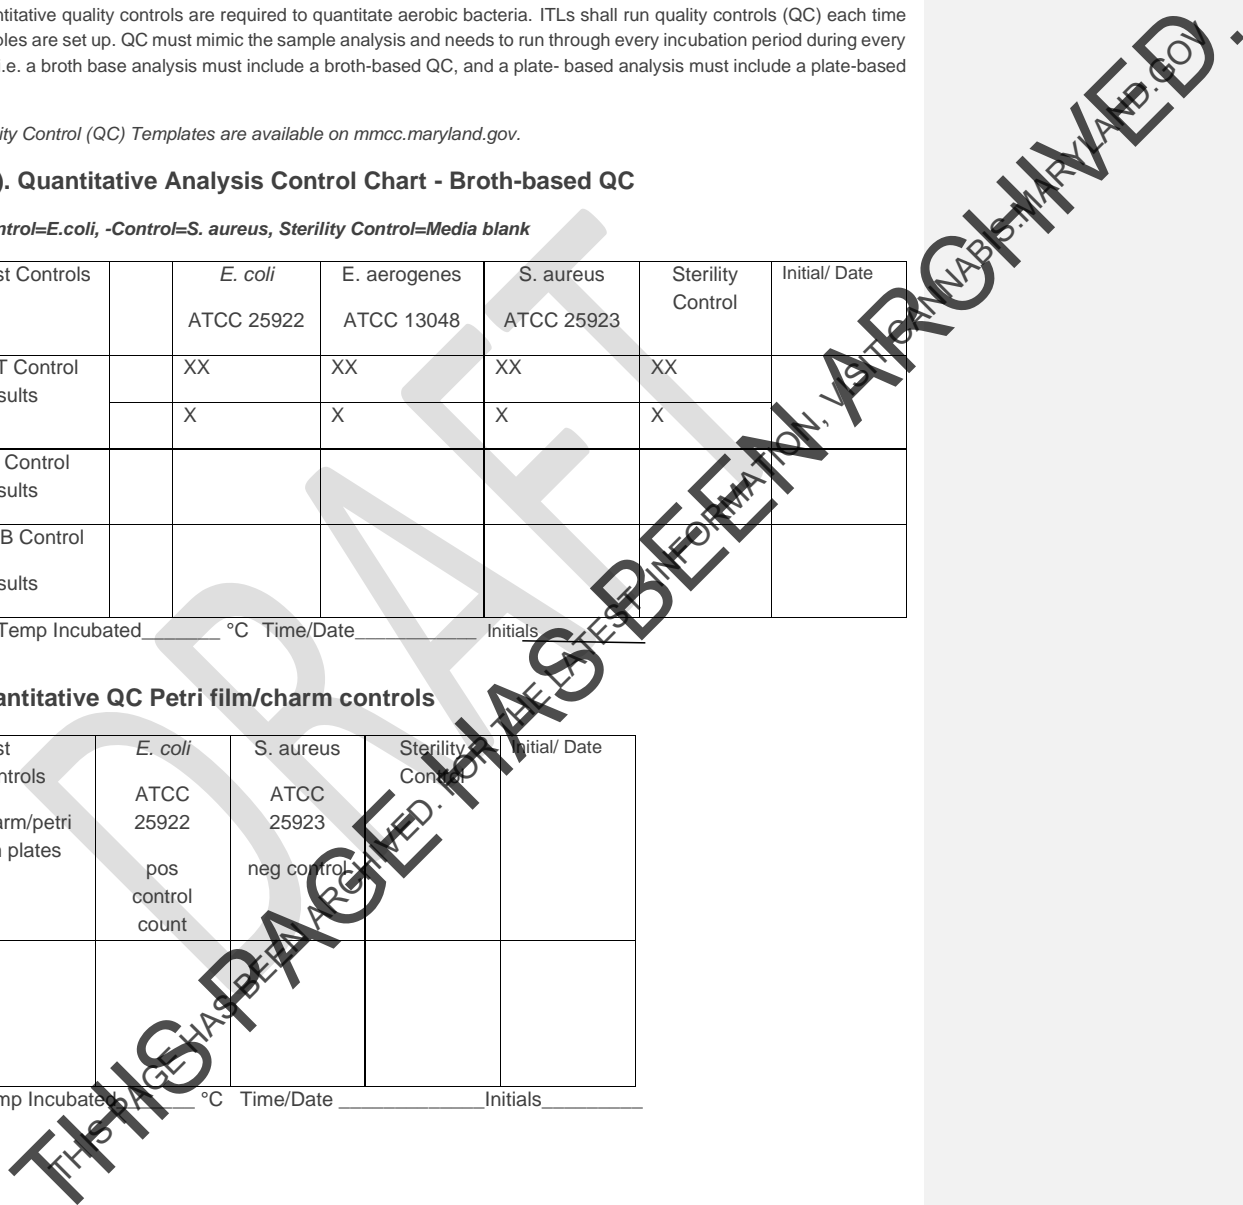 ntitative quality controls are required to quantitate aerobic bacteria. ITLs shall run quality controls (QC) each time
ples are set up. QC must mimic the sample analysis and needs to run through every incubation period during every
i.e. a broth base analysis must include a broth-based QC, and a plate- based analysis must include a plate-based
ity Control (QC) Templates are available on mmcc.maryland.gov.
). Quantitative Analysis Control Chart - Broth-based QC
ntrol=E.coli, -Control=S. aureus, Sterility Control=Media blank
st Controls E. coli E. aerogenes S. aureus Sterility Initial/ Date
Control
ATCC 25922 ATCC 13048 ATCC 25923
T Control XX XX XX XX
sults
X X X X
Control
sults
B Control
sults
Temp Incubated_______ °C Time/Date___________ Initials___________
antitative QC Petri film/charm controls
st E. coli S. aureus Sterility Initial/ Date
ntrols Control
ATCC ATCC
arm/petri 25922 25923
n plates
pos neg control
control
count
mp Incubated_______ °C Time/Date _____________Initials_________
DRAFT
THIS PAGE HAS BEEN ARCHIVED.
THIS PAGE HAS BEEN ARCHIVED. FOR THE LATEST INFORMATION, VISIT CANNABIS.MARYLAND.GOV